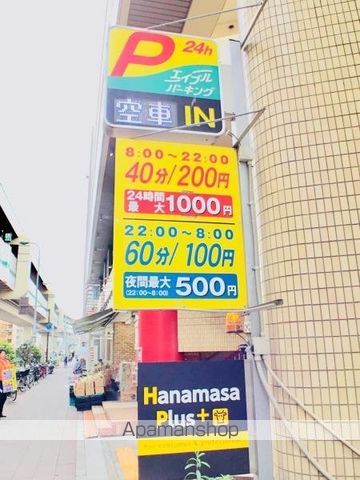 P 24h
エイブル
パーキング
空車 IN
8:00～22:00
40分/200円
24時間
最 大 1000円
22:00～8:00
60分/100円
夜間最大 500円
(22:00～8:00)
Hanamasa
Plus+
Apamanshop